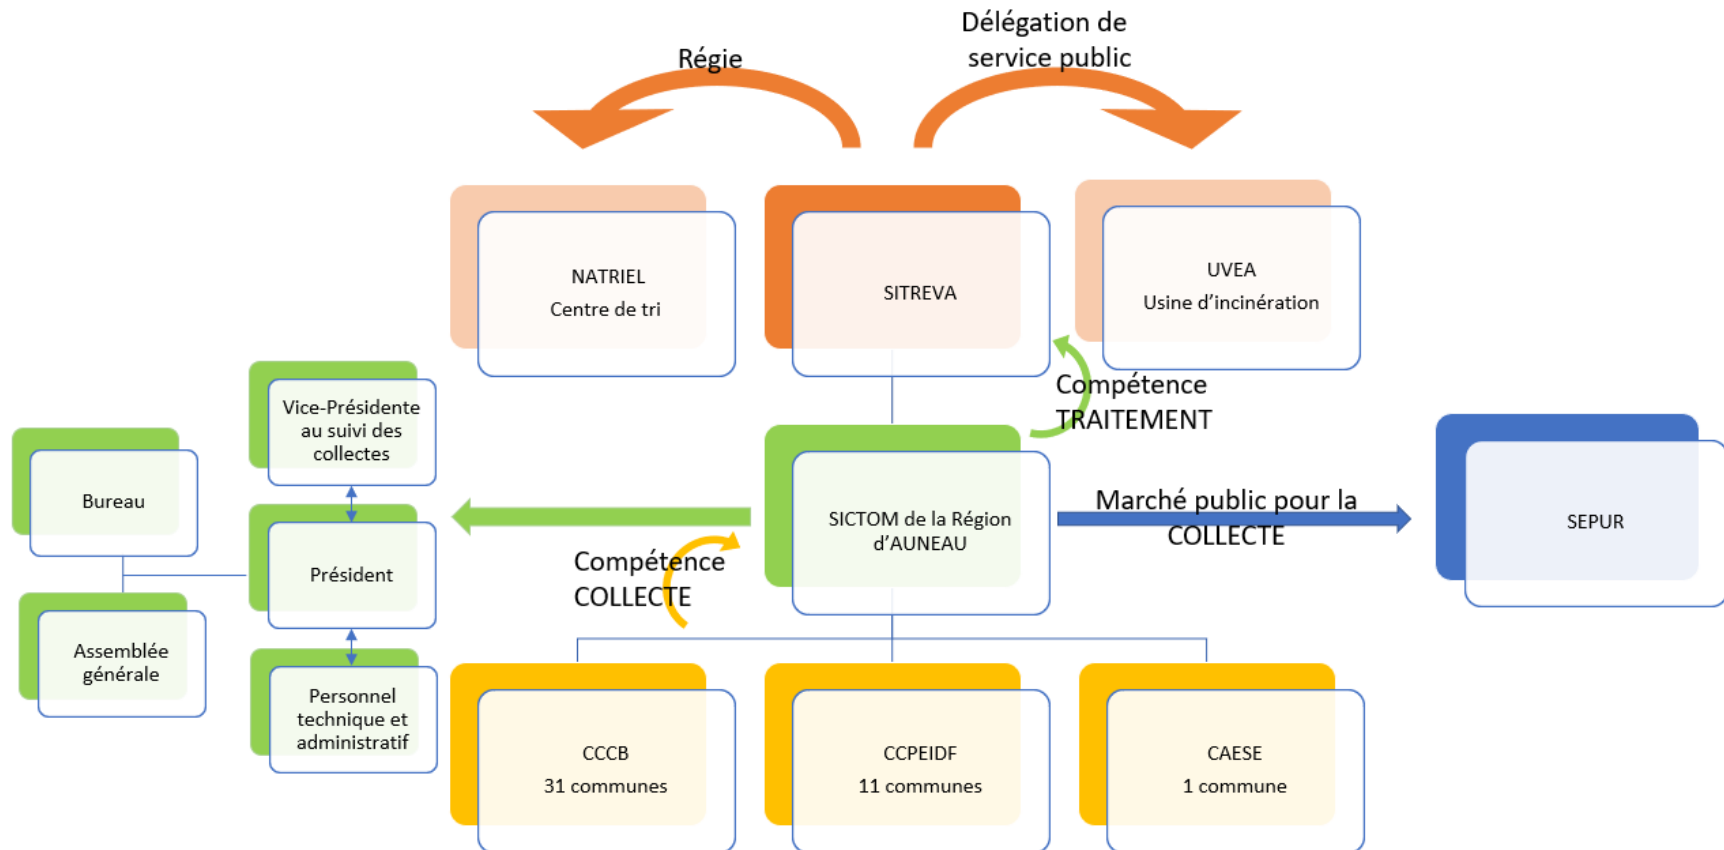 Délégation de
service public
Régie
NATRIEL
Centre de tri
SITREVA
UVEA
Usine d’incinération
Compétence
TRAITEMENT
Vice-Présidente
au suivi des
collectes
Bureau
Président
Assemblée
générale
Personnel
technique et
administratif
SICTOM de la Région
d’AUNEAU
Marché public pour la
COLLECTE
SEPUR
Compétence
COLLECTE
CCCB
31 communes
CCPEIDF
11 communes
CAESE
1 commune